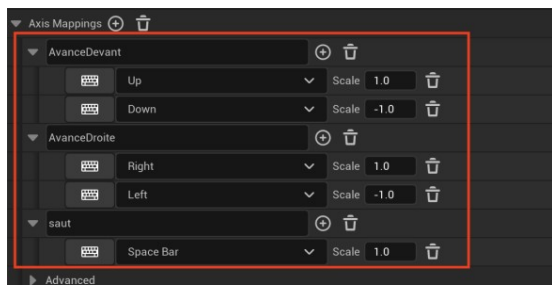 Axis Mappings
AvanceDevant
Up Scale 1.0
Down Scale -1.0
AvanceDroite
Right Scale 1.0
Left Scale -1.0
saut
Space Bar Scale 1.0
Advanced